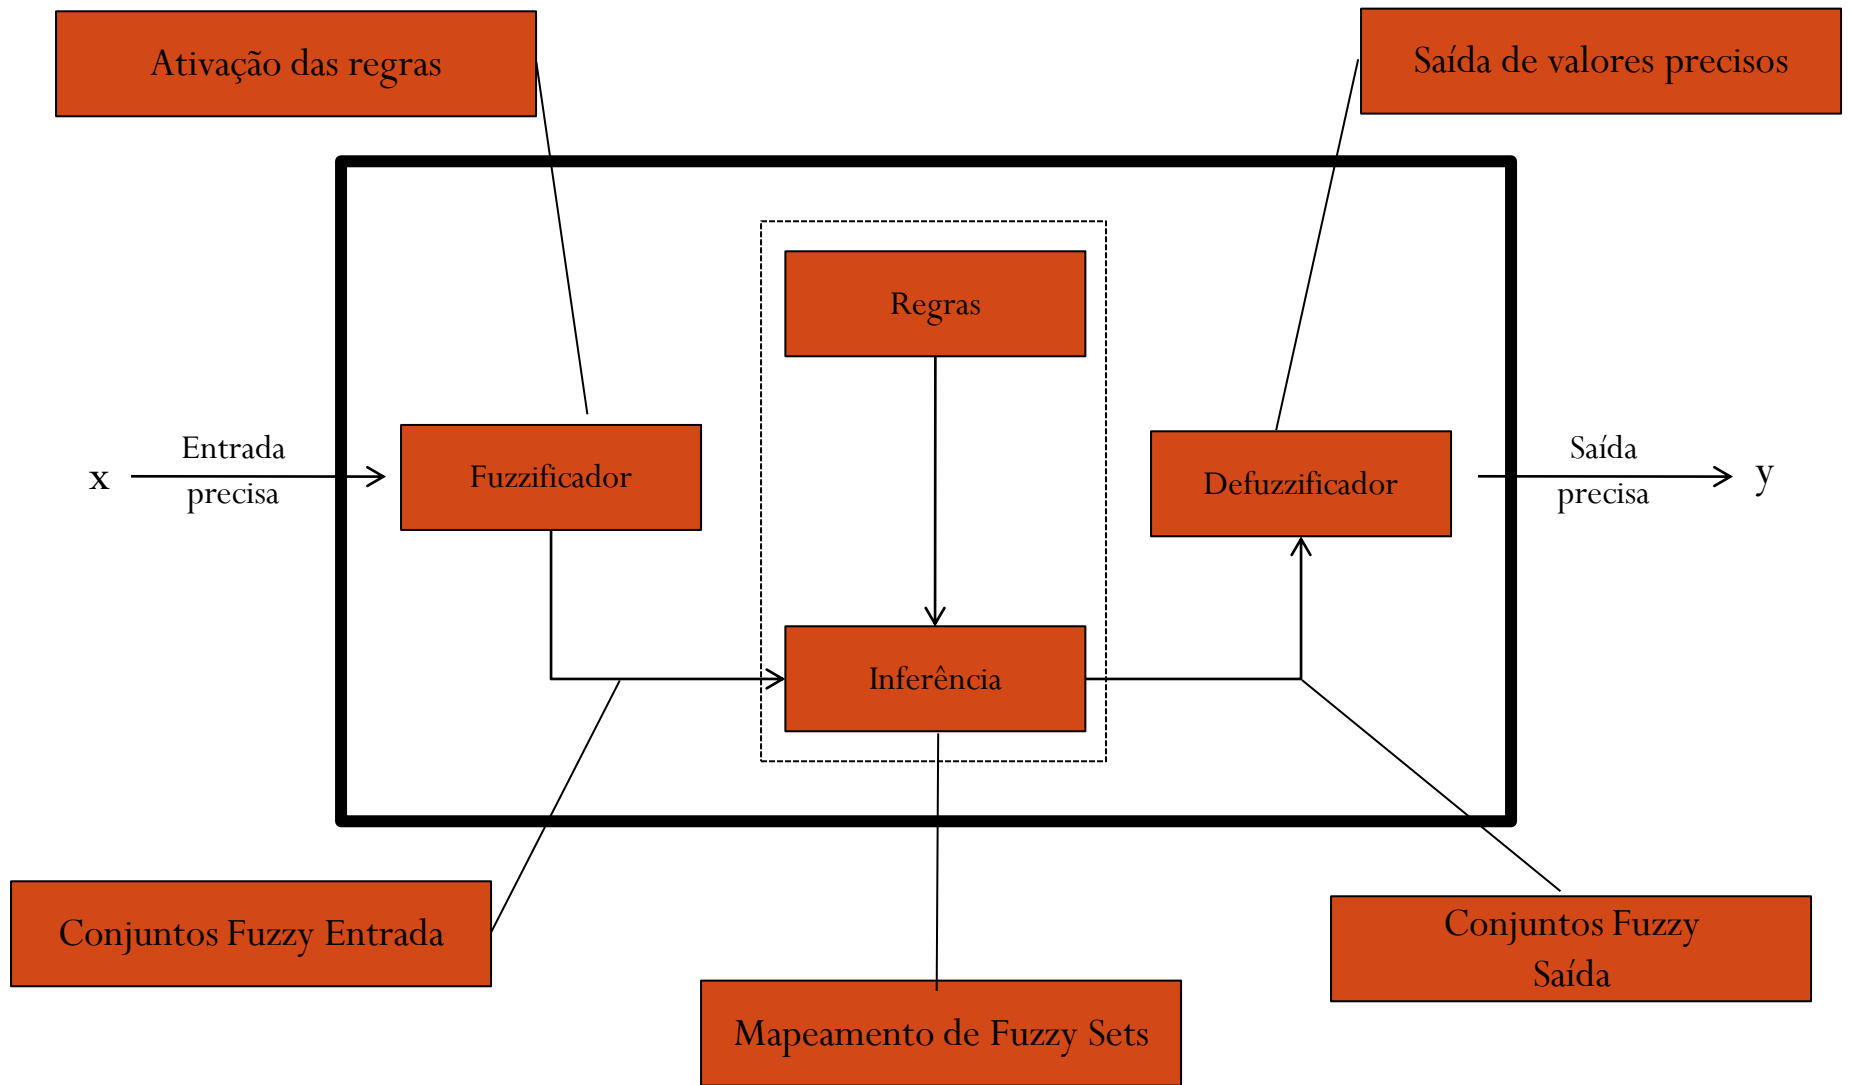 Ativação das regras
Saída de valores precisos
Regras
x
Entrada
precisa
Fuzzificador
Defuzzificador
Saída
precisa
y
Inferência
Conjuntos Fuzzy Entrada
Conjuntos Fuzzy
Saída
Mapeamento de Fuzzy Sets